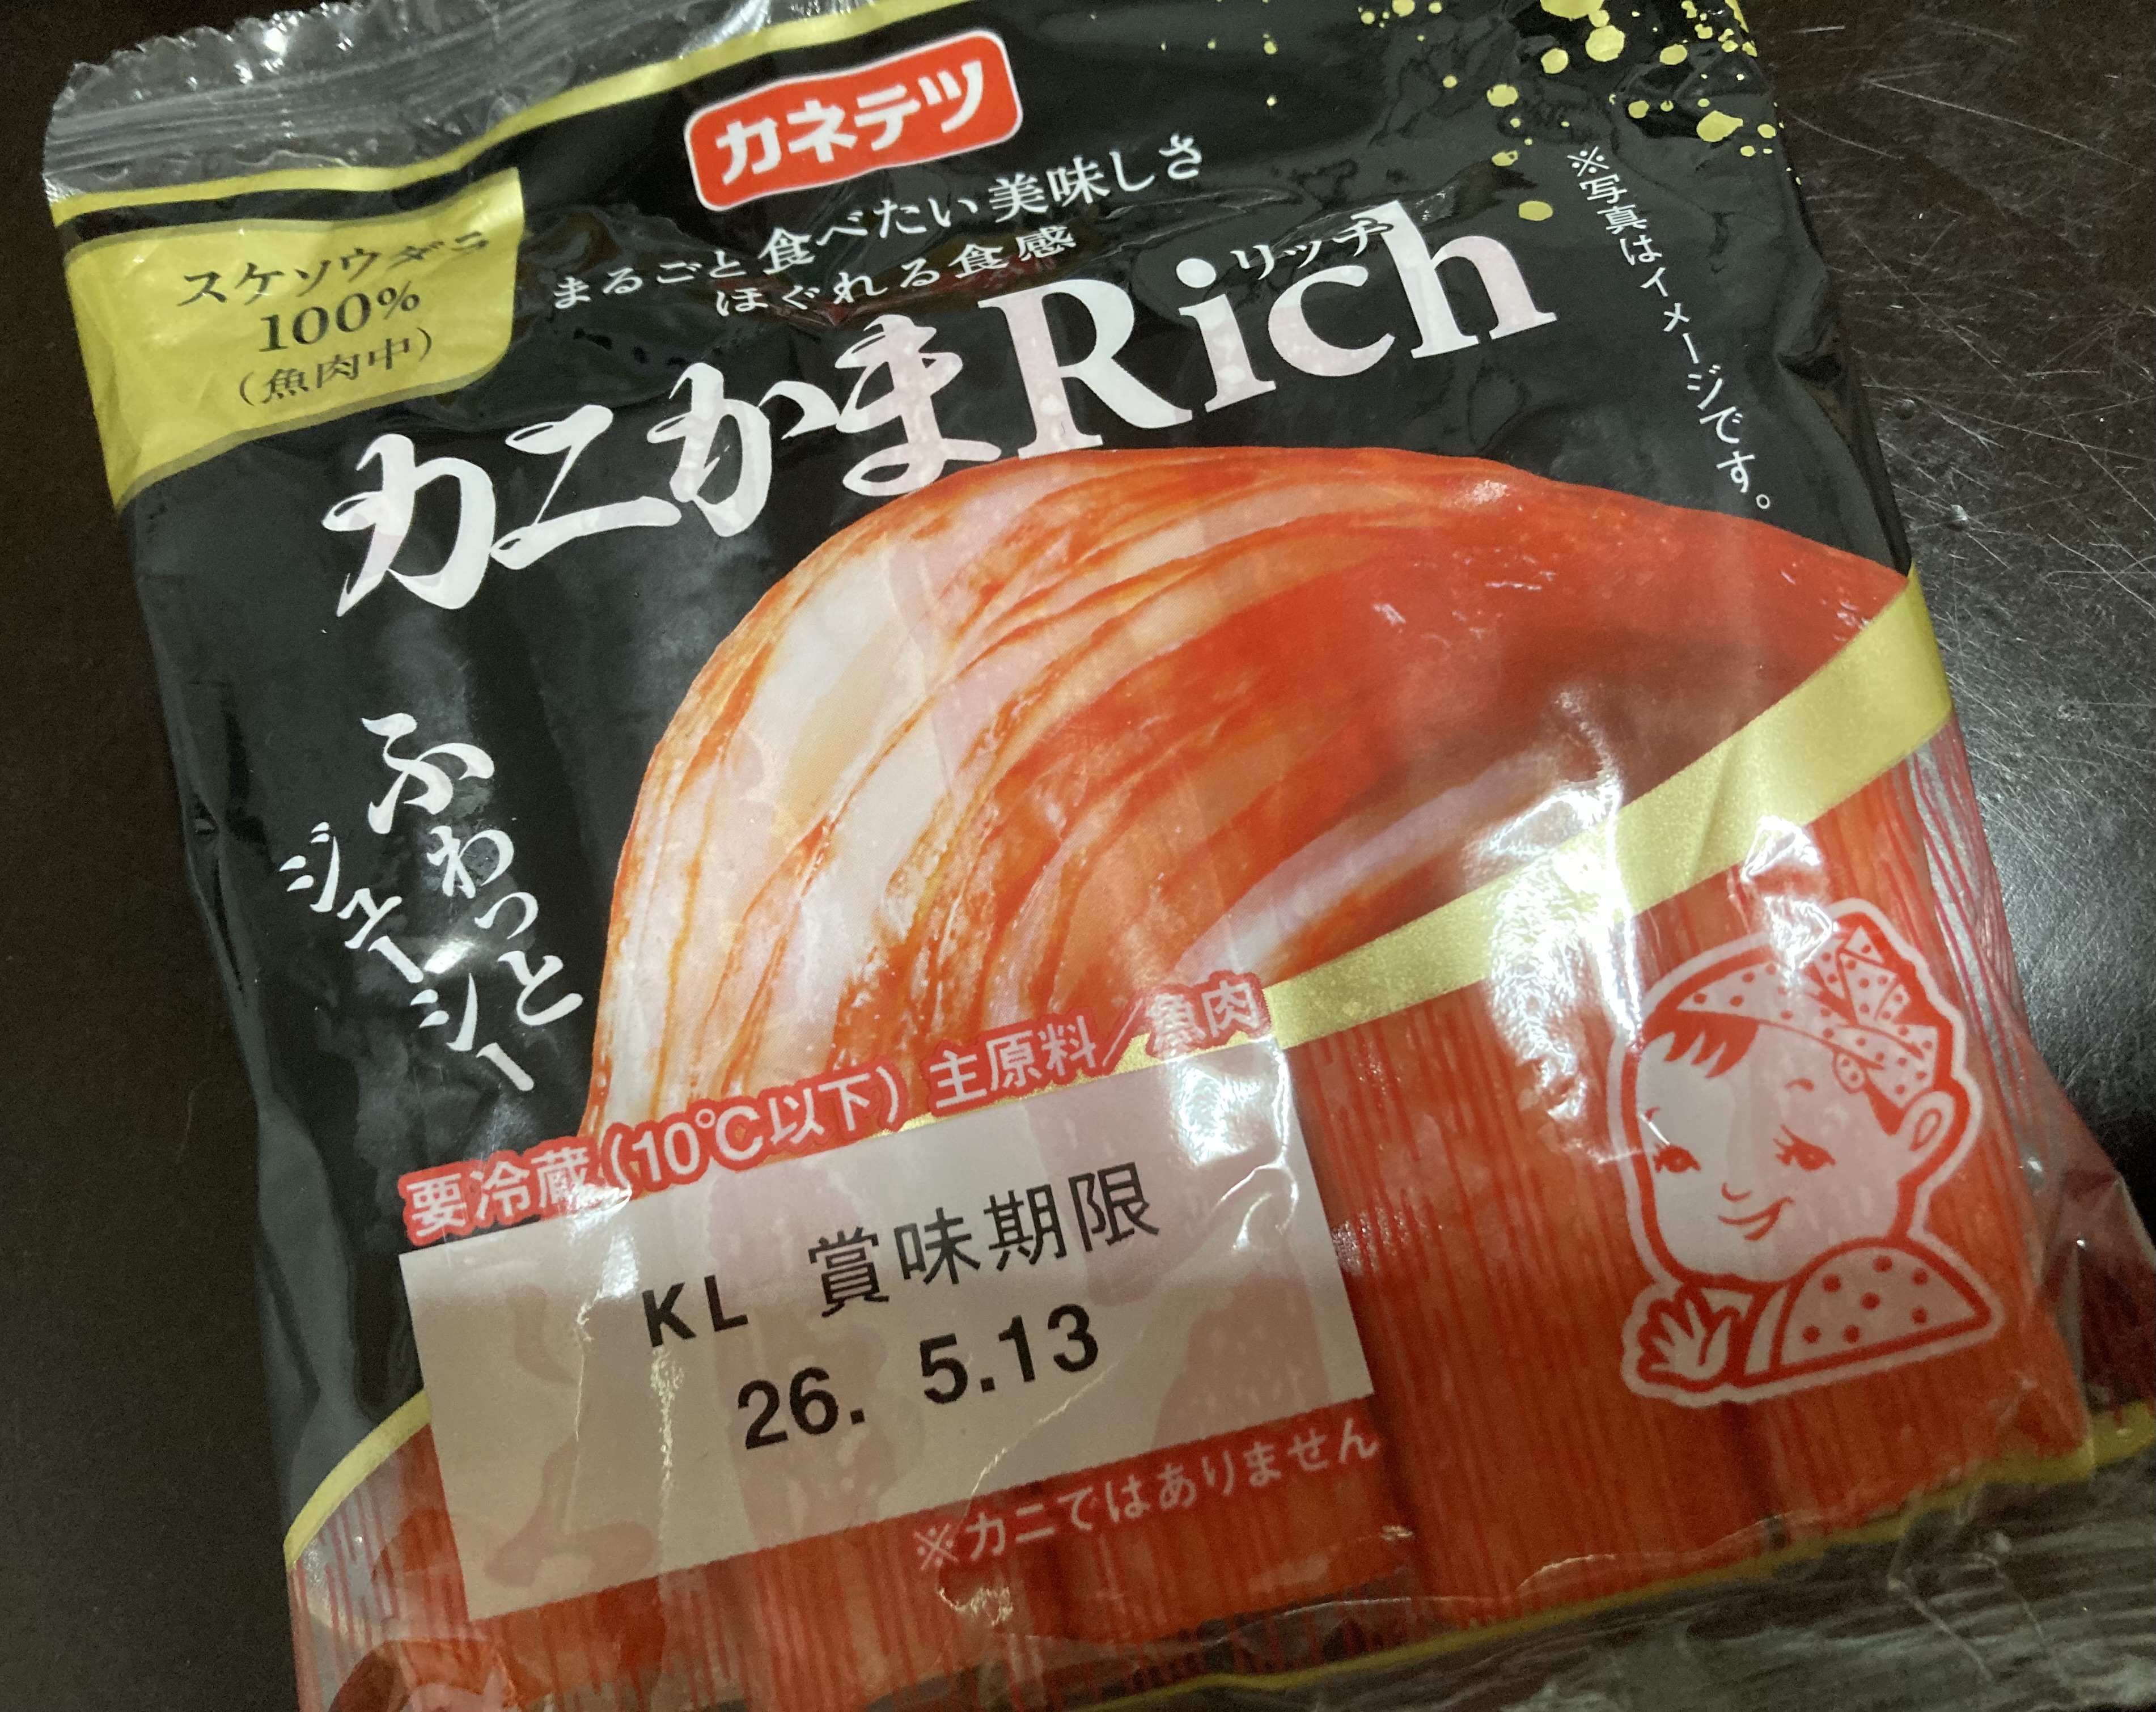 カネテツ
スケソウダラ
100%
（魚肉中）
まるごと食べたい美味しさ
ほぐれる食感
リッチ
カニかまRich
※写真はイメージです。
ふわっと
ジューシー
要冷蔵(10℃以下) 主原料／魚肉
KL 賞味期限
26. 5.13
※カニではありません